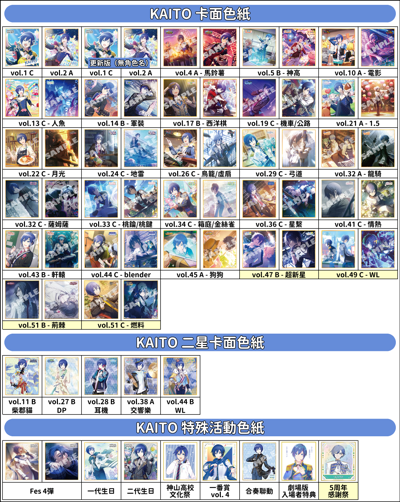 KAITO 卡面色紙
更新版（無角色名）
vol.1 C vol.2 A vol.1 C vol.2 A vol.4 A - 馬鈴薯 vol.5 B - 神高 vol.10 A - 電影
vol.13 C - 人魚 vol.14 B - 軍裝 vol.17 B - 西洋棋 vol.19 C - 機車/公路 vol.21 A - 1.5
vol.22 C - 月光 vol.24 C - 地雷 vol.26 C - 鳥籠/虛扇 vol.29 C - 弓道 vol.32 A - 龍騎
vol.32 C - 薩姆薩 vol.33 C - 桃鑰/桃鍵 vol.34 C - 箱庭/金絲雀 vol.36 C - 星繫 vol.41 C - 情熱
vol.43 B - 軒轅 vol.44 C - blender vol.45 A - 狗狗 vol.47 B - 超新星 vol.49 C - WL
vol.51 B - 荊棘 vol.51 C - 燃料
KAITO 二星卡面色紙
vol.11 B vol.27 B vol.28 B vol.38 A vol.44 B
柴郡貓 DP 耳機 交響樂 WL
KAITO 特殊活動色紙
Fes 4彈 一代生日 二代生日 神山高校 一番賞 合奏聯動 劇場版 5周年
文化祭 vol. 4 入場者特典 感謝祭